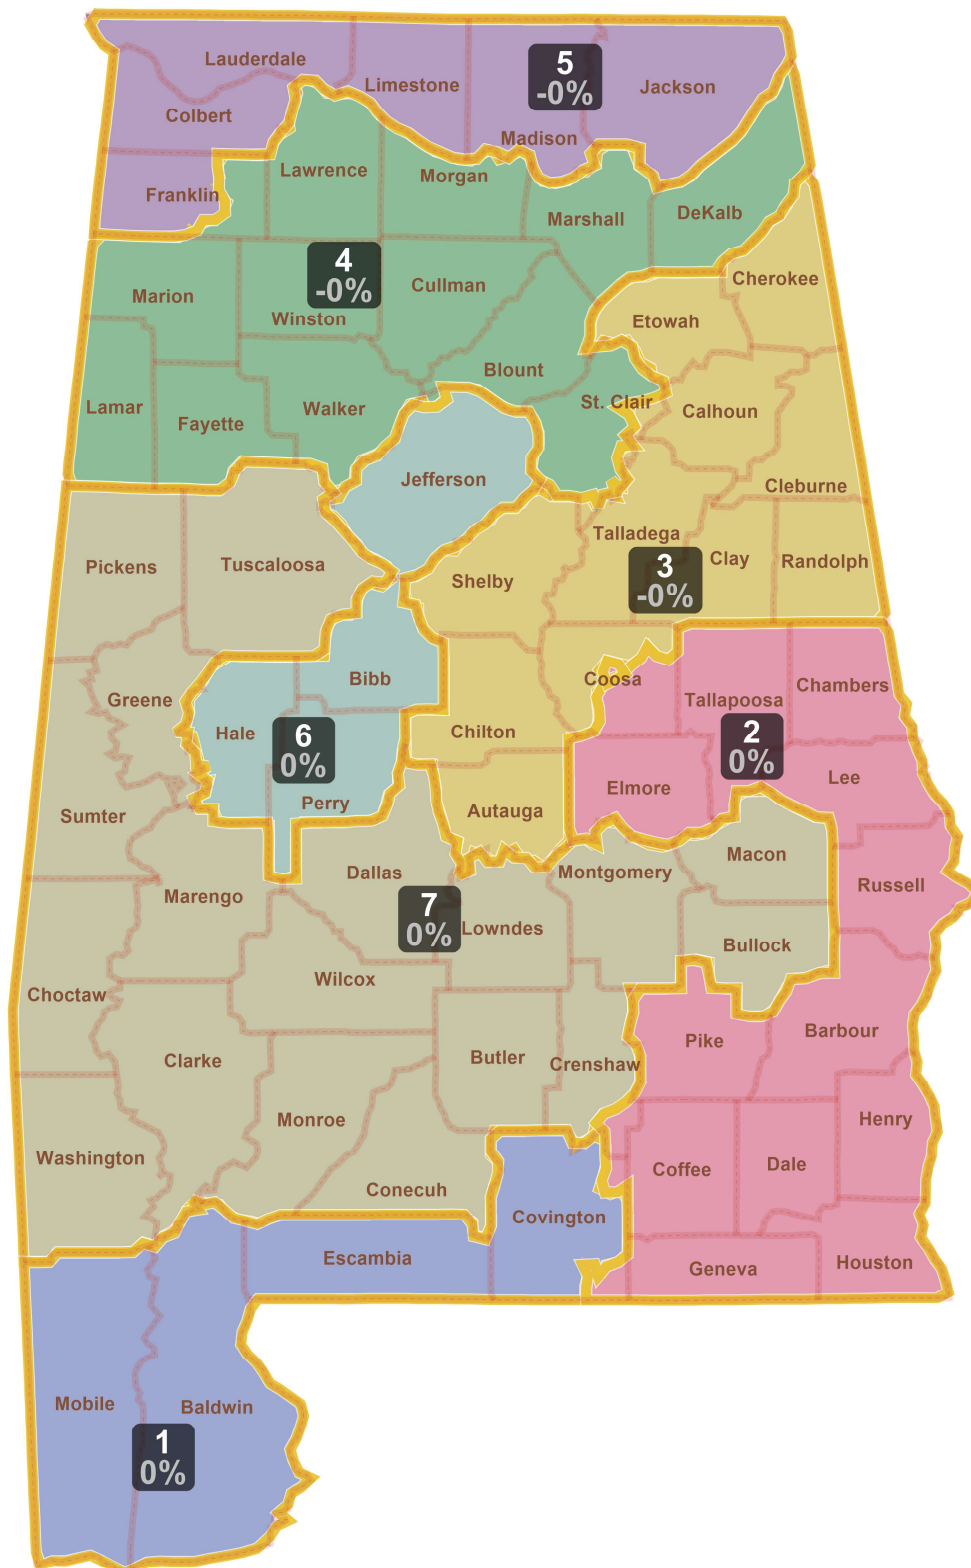 Lauderdale
Limestone
5
-0%
Jackson
Colbert
Madison
Franklin
Lawrence
Morgan
Marshall
DeKalb
Marion
4
-0%
Cullman
Cherokee
Winston
Etowah
Blount
Lamar
Fayette
Walker
St. Clair
Calhoun
Jefferson
Cleburne
Talladega
Pickens
Tuscaloosa
Shelby
3
-0%
Clay
Randolph
Greene
Bibb
Coosa
Tallapoosa
Chambers
Hale
6
0%
Chilton
2
0%
Lee
Elmore
Sumter
Perry
Autauga
Dallas
Montgomery
Macon
Marengo
Russell
7
0%
Lowndes
Bullock
Choctaw
Wilcox
Barbour
Pike
Clarke
Butler
Crenshaw
Monroe
Henry
Washington
Conecuh
Coffee
Dale
Covington
Escambia
Geneva
Houston
Mobile
Baldwin
1
0%